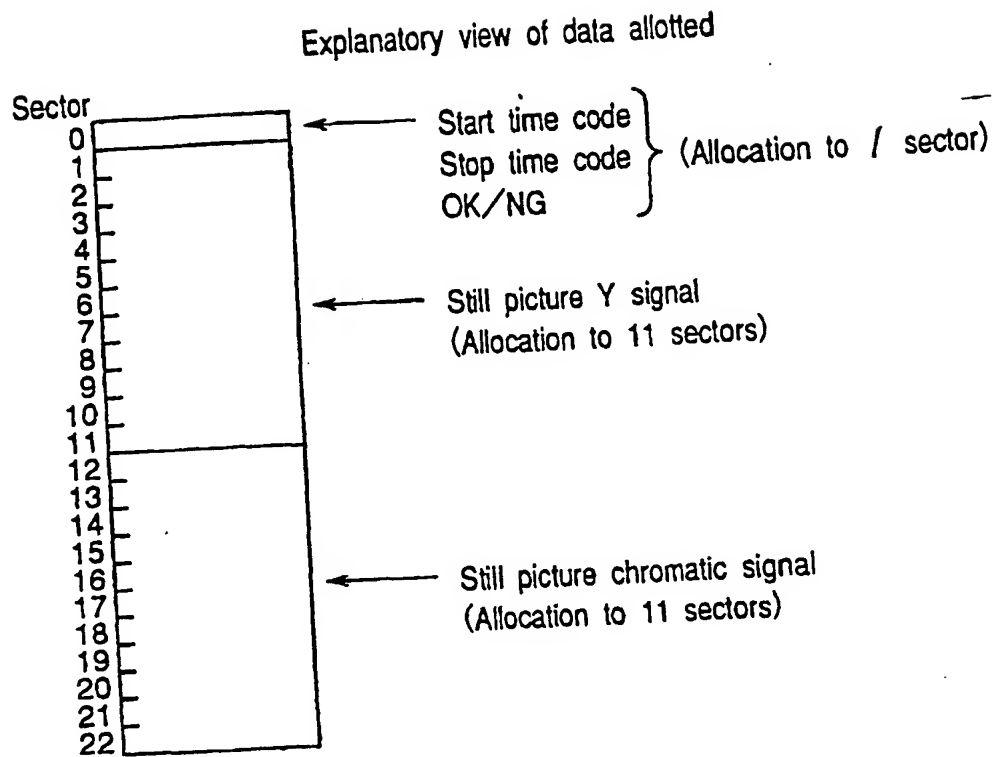 Explanatory view of data allotted
Sector
0
1
2
3
4
5
6
7
8
9
10
11
12
13
14
15
16
17
18
19
20
21
22
Start time code
Stop time code
OK/NG
(Allocation to 1 sector)
Still picture Y signal
(Allocation to 11 sectors)
Still picture chromatic signal
(Allocation to 11 sectors)